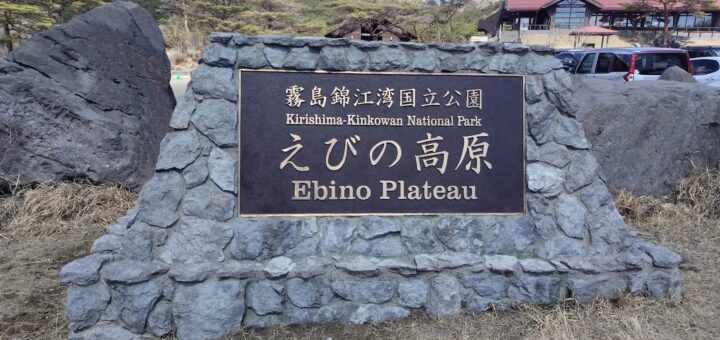 霧島錦江湾国立公園
Kirishima-Kinkowan National Park
えびの高原
Ebino Plateau